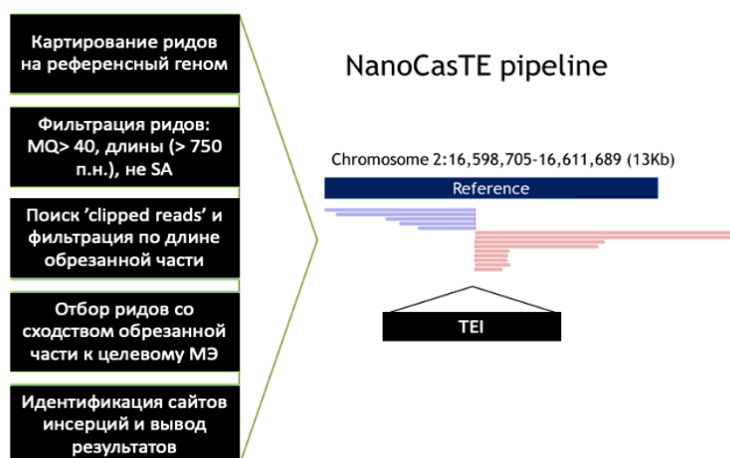 Картирование ридов
на референсный геном
Фильтрация ридов:
MQ> 40, длины (> 750
п.н.), не SA
Поиск ’clipped reads’ и
фильтрация по длине
обрезанной части
Отбор ридов со
сходством обрезанной
части к целевому МЭ
Идентификация сайтов
инсерций и вывод
результатов
NanoCasTE pipeline
Chromosome 2:16,598,705-16,611,689 (13Kb)
Reference
TEI